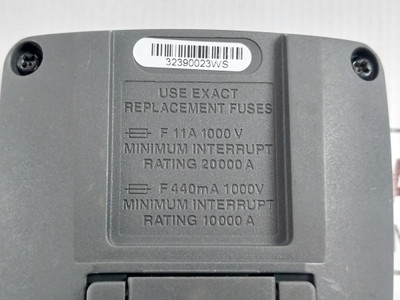 32390023WS
USE EXACT
REPLACEMENT FUSES
F 11A 1000 V
MINIMUM INTERRUPT
RATING 20000 A
F 440mA 1000V
MINIMUM INTERRUPT
RATING 10000 A